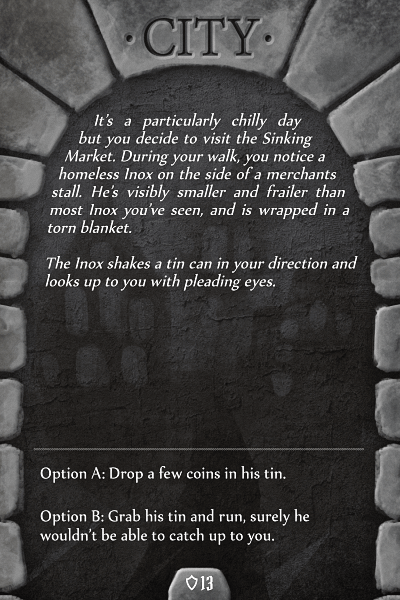 · CITY ·
It's a particularly chilly day
but you decide to visit the Sinking
Market. During your walk, you notice a
homeless Inox on the side of a merchants
stall. He's visibly smaller and frailer than
most Inox you've seen, and is wrapped in a
torn blanket.
The Inox shakes a tin can in your direction and
looks up to you with pleading eyes.
Option A: Drop a few coins in his tin.
Option B: Grab his tin and run, surely he
wouldn't be able to catch up to you.
13